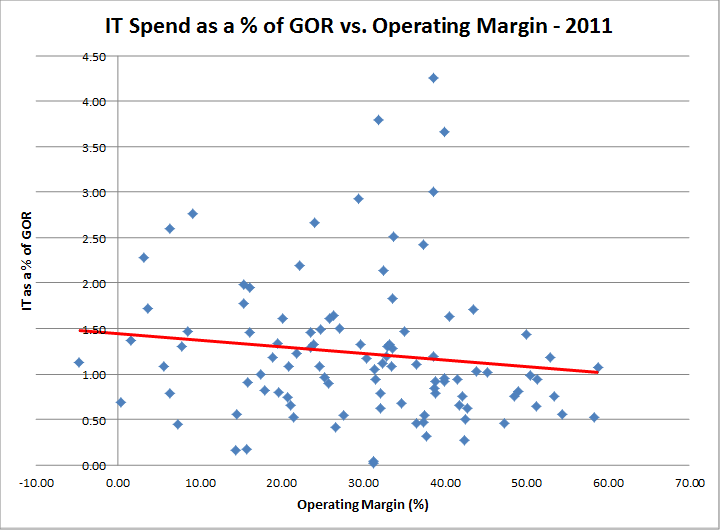 IT Spend as a % of GOR vs. Operating Margin - 2011
4.50
4.00
3.50
3.00
2.50
2.00
1.50
1.00
0.50
0.00
IT as a % of GOR
-10.00 0.00 10.00 20.00 30.00 40.00 50.00 60.00 70.00
Operating Margin (%)